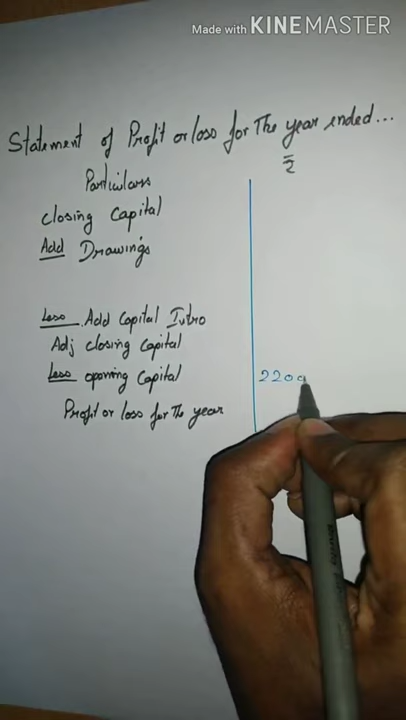 Made with KINEMASTER
Statement of Profit or loss for The year ended...
Particulars
₹
closing Capital
Add Drawings
Less Add Capital Intro
Adj closing Capital
Less opening Capital 220
Profit or loss for The year